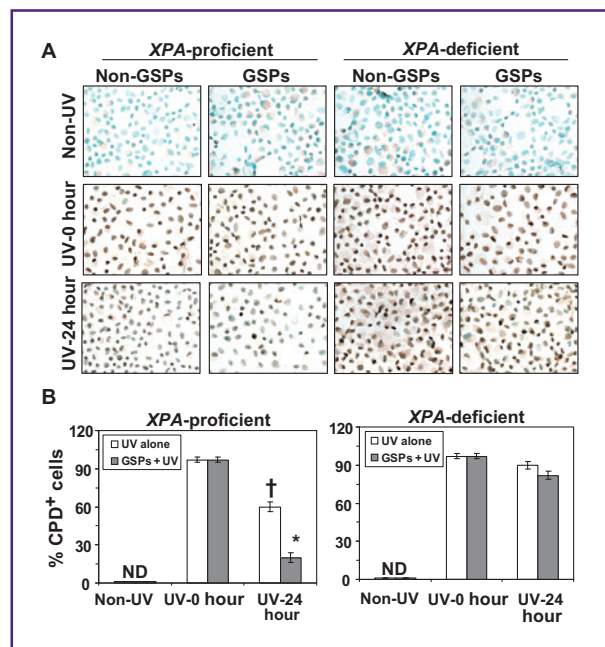 A
XPA-proficient
XPA-deficient
Non-GSPs
GSPs
Non-GSPs
GSPs
Non-UV
UV-0 hour
UV-24 hour
B
XPA-proficient
XPA-deficient
% CPD+ cells
120
90
60
30
0
UV alone
GSPs + UV
ND
†
*
Non-UV
UV-0 hour
UV-24 hour
120
90
60
30
0
UV alone
GSPs + UV
ND
Non-UV
UV-0 hour
UV-24 hour